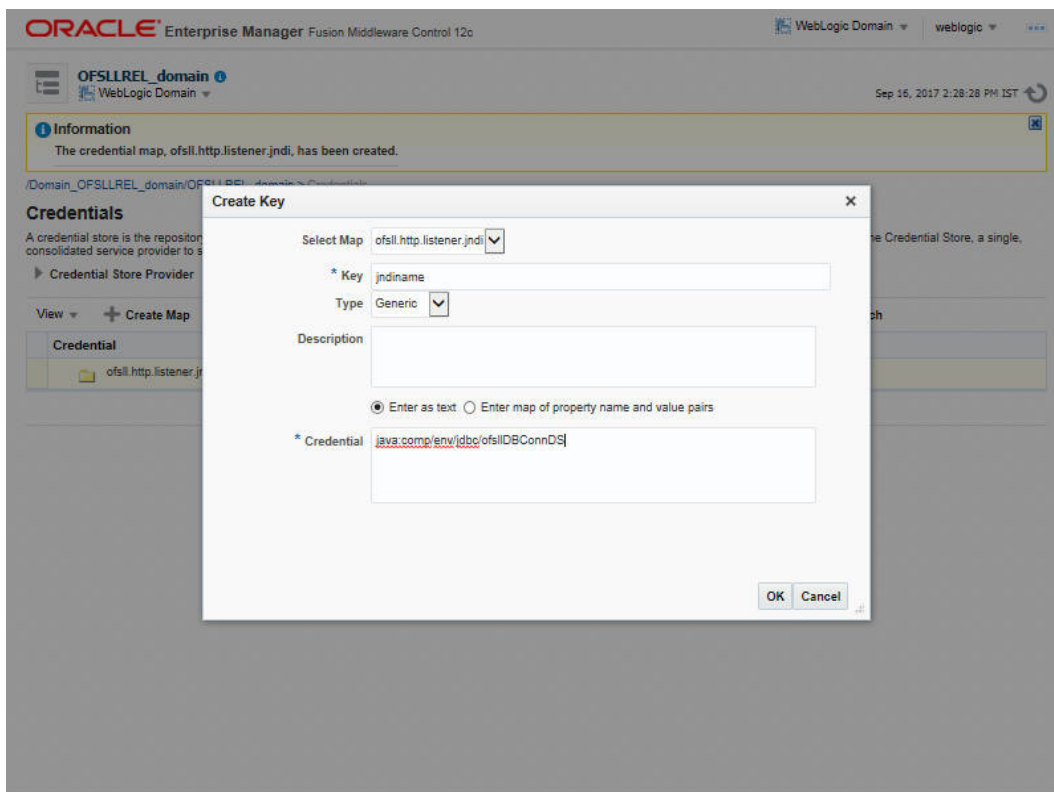 ORACLE Enterprise Manager Fusion Middleware Control 12c
WebLogic Domain weblogic
OFSLLREL_domain
WebLogic Domain
Sep 16, 2017 2:28:28 PM IST
Information
The credential map, ofsll.http.listener.jndi, has been created.
/Domain_OFSLLREL_domain/OFSLLREL_domain > Credentials
Credentials
A credential store is the repository
he Credential Store, a single,
consolidated service provider to s
Credential Store Provider
View Create Map
ch
Credential
ofsll.http.listener.j
Create Key
Select Map ofsll.http.listener.jndi
* Key jndiname
Type Generic
Description
Enter as text Enter map of property name and value pairs
* Credential java:comp/env/jdbc/ofsllDBConnDS
OK Cancel